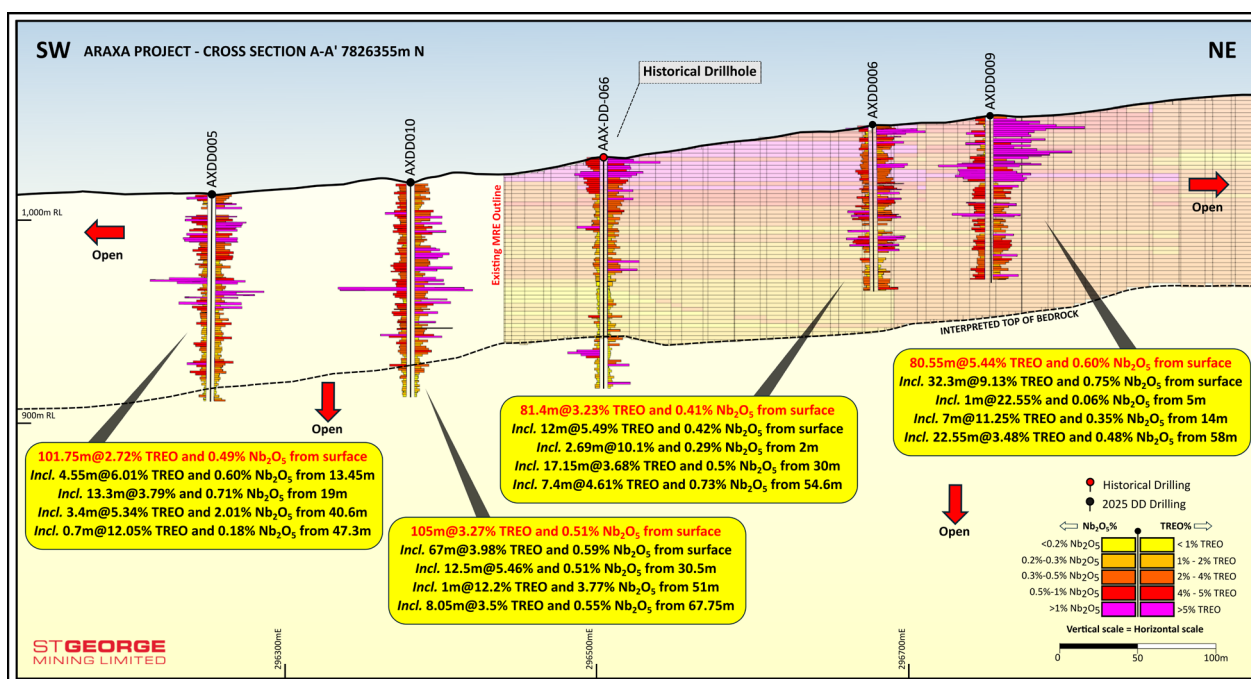 SW ARAXA PROJECT - CROSS SECTION A-A' 7826355m N
NE
Historical Drillhole
AXDD005
AXDD010
AAX-DD-066
AXDD006
AXDD009
1,000m RL
Open
Existing MRE Outline
Open
INTERPRETED TOP OF BEDROCK
900m RL
Open
Open
101.75m@2.72% TREO and 0.49% Nb₂O₅ from surface
Incl. 4.55m@6.01% TREO and 0.60% Nb₂O₅ from 13.45m
Incl. 13.3m@3.79% and 0.71% Nb₂O₅ from 19m
Incl. 3.4m@5.34% TREO and 2.01% Nb₂O₅ from 40.6m
Incl. 0.7m@12.05% TREO and 0.18% Nb₂O₅ from 47.3m
105m@3.27% TREO and 0.51% Nb₂O₅ from surface
Incl. 67m@3.98% TREO and 0.59% Nb₂O₅ from surface
Incl. 12.5m@5.46% and 0.51% Nb₂O₅ from 30.5m
Incl. 1m@12.2% TREO and 3.77% Nb₂O₅ from 51m
Incl. 8.05m@3.5% TREO and 0.55% Nb₂O₅ from 67.75m
81.4m@3.23% TREO and 0.41% Nb₂O₅ from surface
Incl. 12m@5.49% TREO and 0.42% Nb₂O₅ from surface
Incl. 2.69m@10.1% and 0.29% Nb₂O₅ from 2m
Incl. 17.15m@3.68% TREO and 0.5% Nb₂O₅ from 30m
Incl. 7.4m@4.61% TREO and 0.73% Nb₂O₅ from 54.6m
80.55m@5.44% TREO and 0.60% Nb₂O₅ from surface
Incl. 32.3m@9.13% TREO and 0.75% Nb₂O₅ from surface
Incl. 1m@22.55% and 0.06% Nb₂O₅ from 5m
Incl. 7m@11.25% TREO and 0.35% Nb₂O₅ from 14m
Incl. 22.55m@3.48% TREO and 0.48% Nb₂O₅ from 58m
Historical Drilling
2025 DD Drilling
Nb₂O₅% TREO%
<0.2% Nb₂O₅ < 1% TREO
0.2%-0.3% Nb₂O₅ 1% - 2% TREO
0.3%-0.5% Nb₂O₅ 2% - 4% TREO
0.5%-1% Nb₂O₅ 4% - 5% TREO
>1% Nb₂O₅ >5% TREO
Vertical scale = Horizontal scale
0 50 100m
296300mE
296500mE
296700mE
STGEORGE
MINING LIMITED